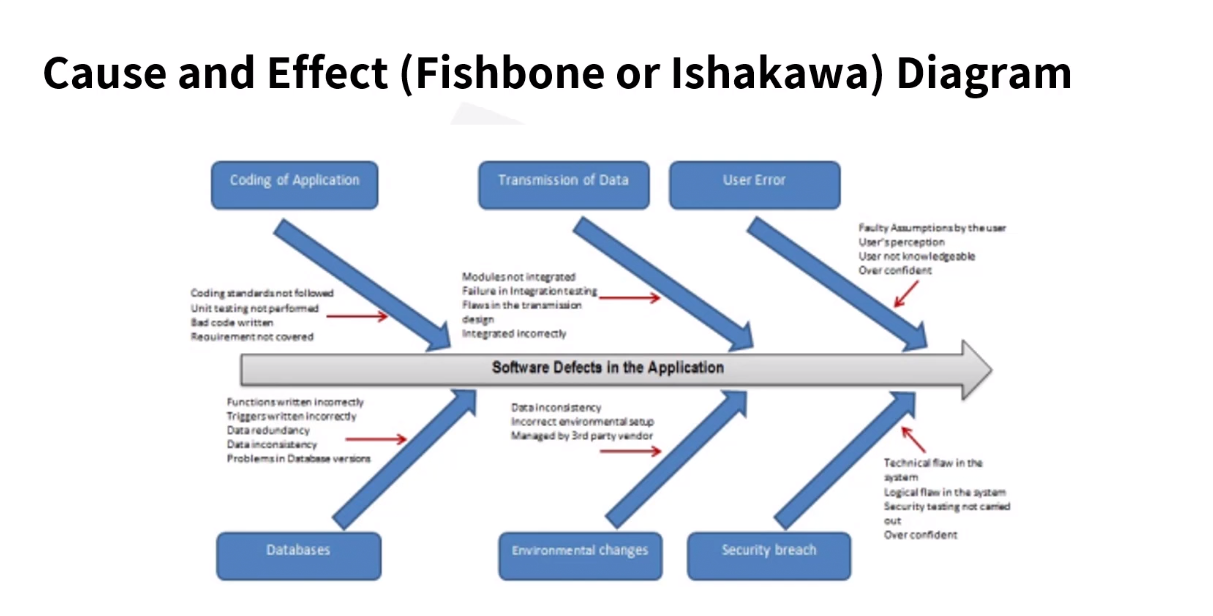 Cause and Effect (Fishbone or Ishakawa) Diagram
Coding of Application
Transmission of Data
User Error
Faulty Assumptions by the user
User's perception
User not knowledgeable
Over confident
Modules not integrated
Failure in Integration testing
Flaws in the transmission
design
Integrated incorrectly
Coding standards not followed
Unit testing not performed
Bad code written
Requirement not covered
Software Defects in the Application
Functions written incorrectly
Triggers written incorrectly
Data redundancy
Data inconsistency
Problems in Database versions
Data inconsistency
Incorrect environmental setup
Managed by 3rd party vendor
Technical flaw in the
system
Logical flaw in the system
Security testing not carried
out
Over confident
Databases
Environmental changes
Security breach